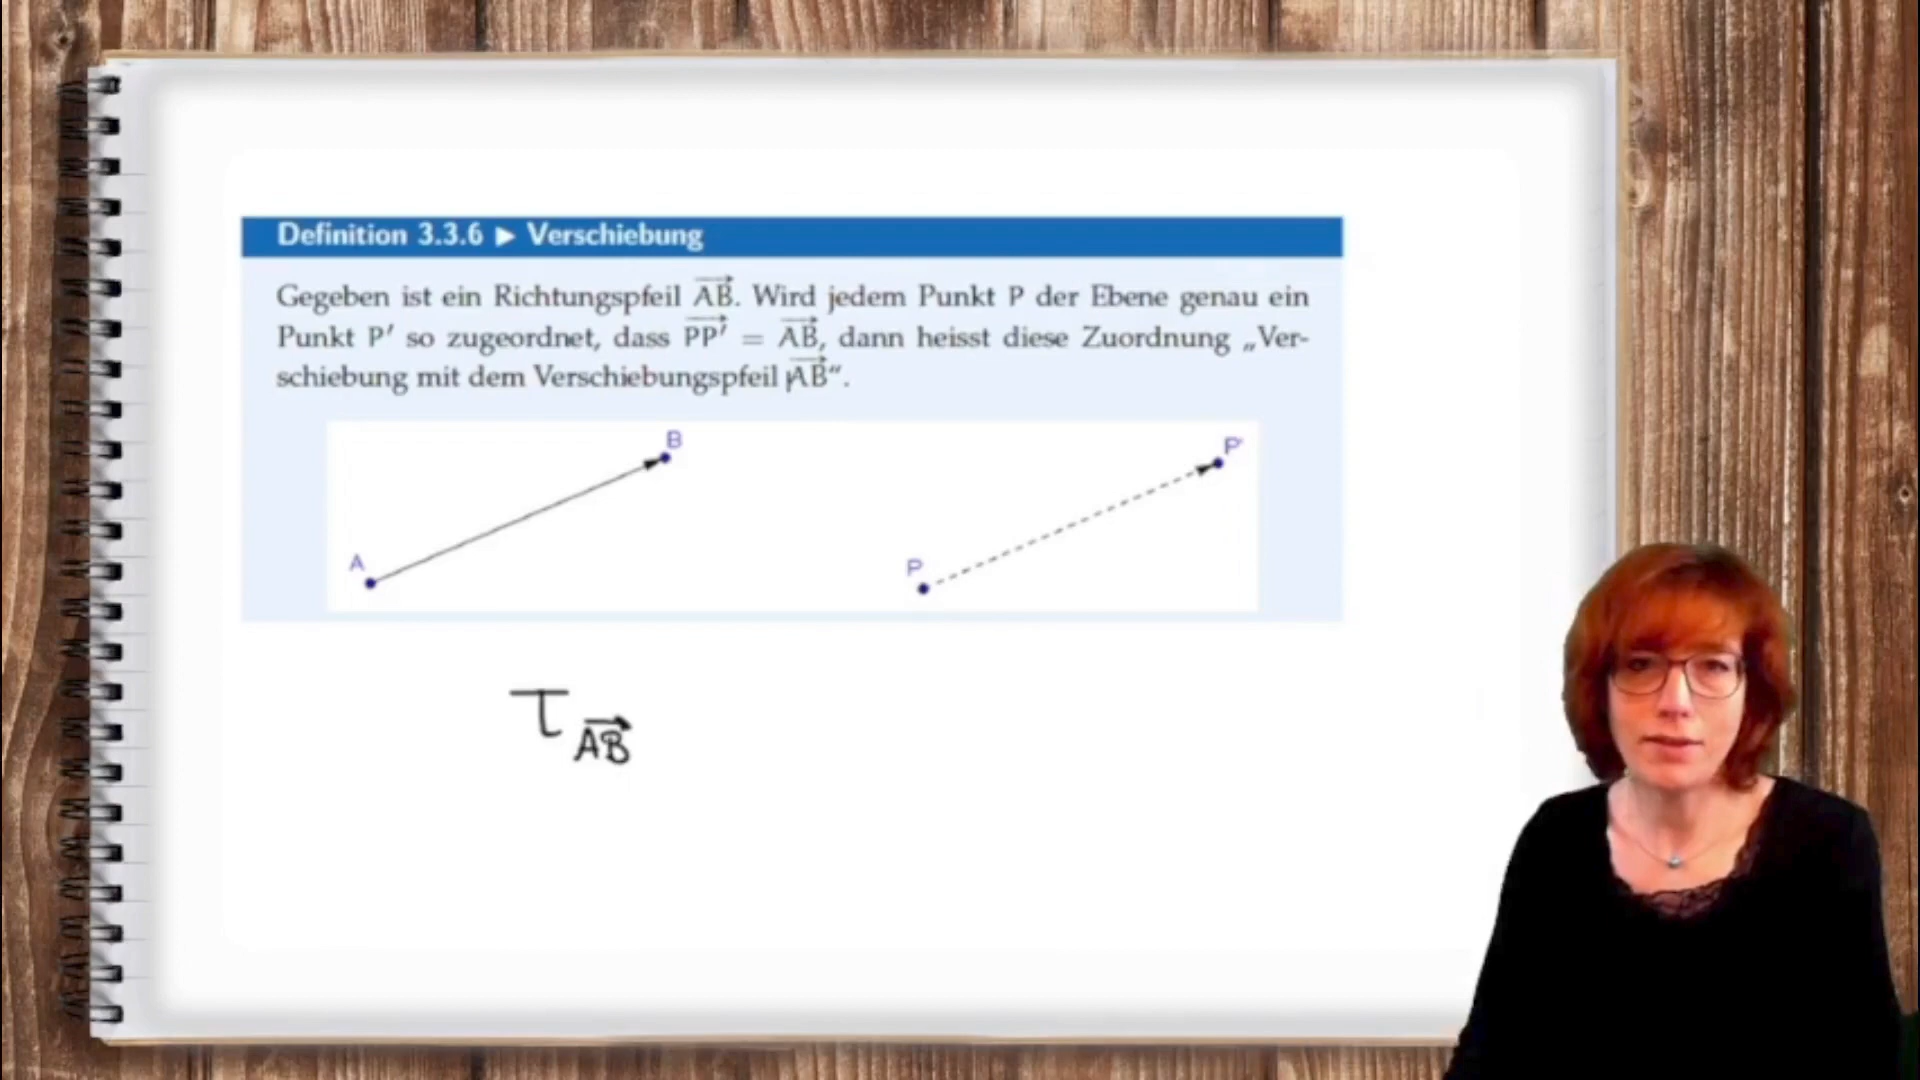 Definition 3.3.6 ▶ Verschiebung
Gegeben ist ein Richtungspfeil A͞B⃗. Wird jedem Punkt P der Ebene genau ein
Punkt P′ so zugeordnet, dass PP′⃗ = AB⃗, dann heisst diese Zuordnung „Ver-
schiebung mit dem Verschiebungspfeil AB⃗“.
B
P'
A
P
τ AB⃗